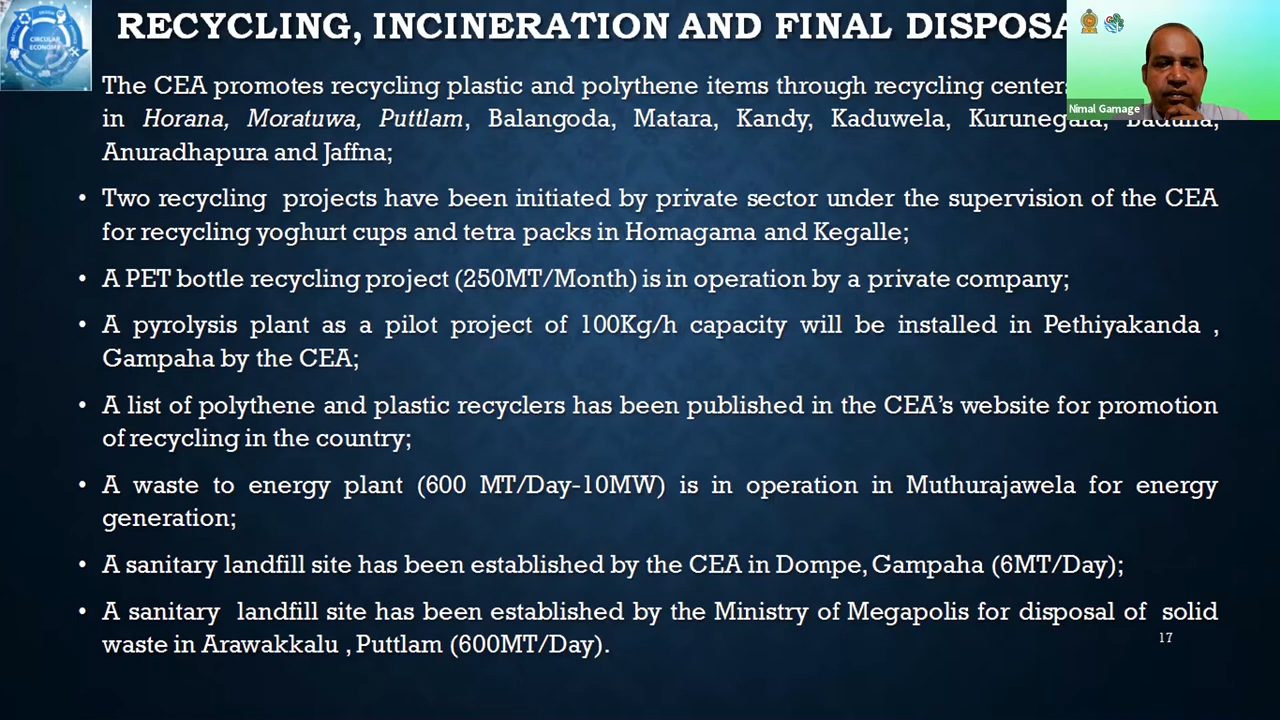 RECYCLING, INCINERATION AND FINAL DISPOSA
CIRCULAR
ECONOMY
The CEA promotes recycling plastic and polythene items through recycling centers
in Horana, Moratuwa, Puttlam, Balangoda, Matara, Kandy, Kaduwela, Kurunegala, Badulla,
Anuradhapura and Jaffna;
Nimal Gamage
• Two recycling projects have been initiated by private sector under the supervision of the CEA
for recycling yoghurt cups and tetra packs in Homagama and Kegalle;
• A PET bottle recycling project (250MT/Month) is in operation by a private company;
• A pyrolysis plant as a pilot project of 100Kg/h capacity will be installed in Pethiyakanda ,
Gampaha by the CEA;
• A list of polythene and plastic recyclers has been published in the CEA’s website for promotion
of recycling in the country;
• A waste to energy plant (600 MT/Day-10MW) is in operation in Muthurajawela for energy
generation;
• A sanitary landfill site has been established by the CEA in Dompe, Gampaha (6MT/Day);
• A sanitary landfill site has been established by the Ministry of Megapolis for disposal of solid
waste in Arawakkalu , Puttlam (600MT/Day).
17